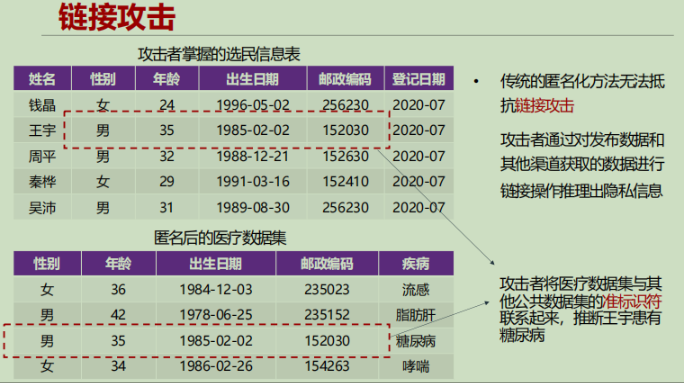 链接攻击
攻击者掌握的选民信息表
姓名 性别 年龄 出生日期 邮政编码 登记日期
钱晶 女 24 1996-05-02 256230 2020-07
王宇 男 35 1985-02-02 152030 2020-07
周平 男 32 1988-12-21 152630 2020-07
秦桦 女 29 1991-03-16 152410 2020-07
吴沛 男 31 1989-08-30 256230 2020-07
匿名后的医疗数据集
性别 年龄 出生日期 邮政编码 疾病
女 36 1984-12-03 235023 流感
男 42 1978-06-25 235152 脂肪肝
男 35 1985-02-02 152030 糖尿病
女 34 1986-02-26 154263 哮喘
• 传统的匿名化方法无法抵
抗链接攻击
攻击者通过对发布数据和
其他渠道获取的数据进行
链接操作推理出隐私信息
攻击者将医疗数据集与其
他公共数据集的准标识符
联系起来，推断王宇患有
糖尿病